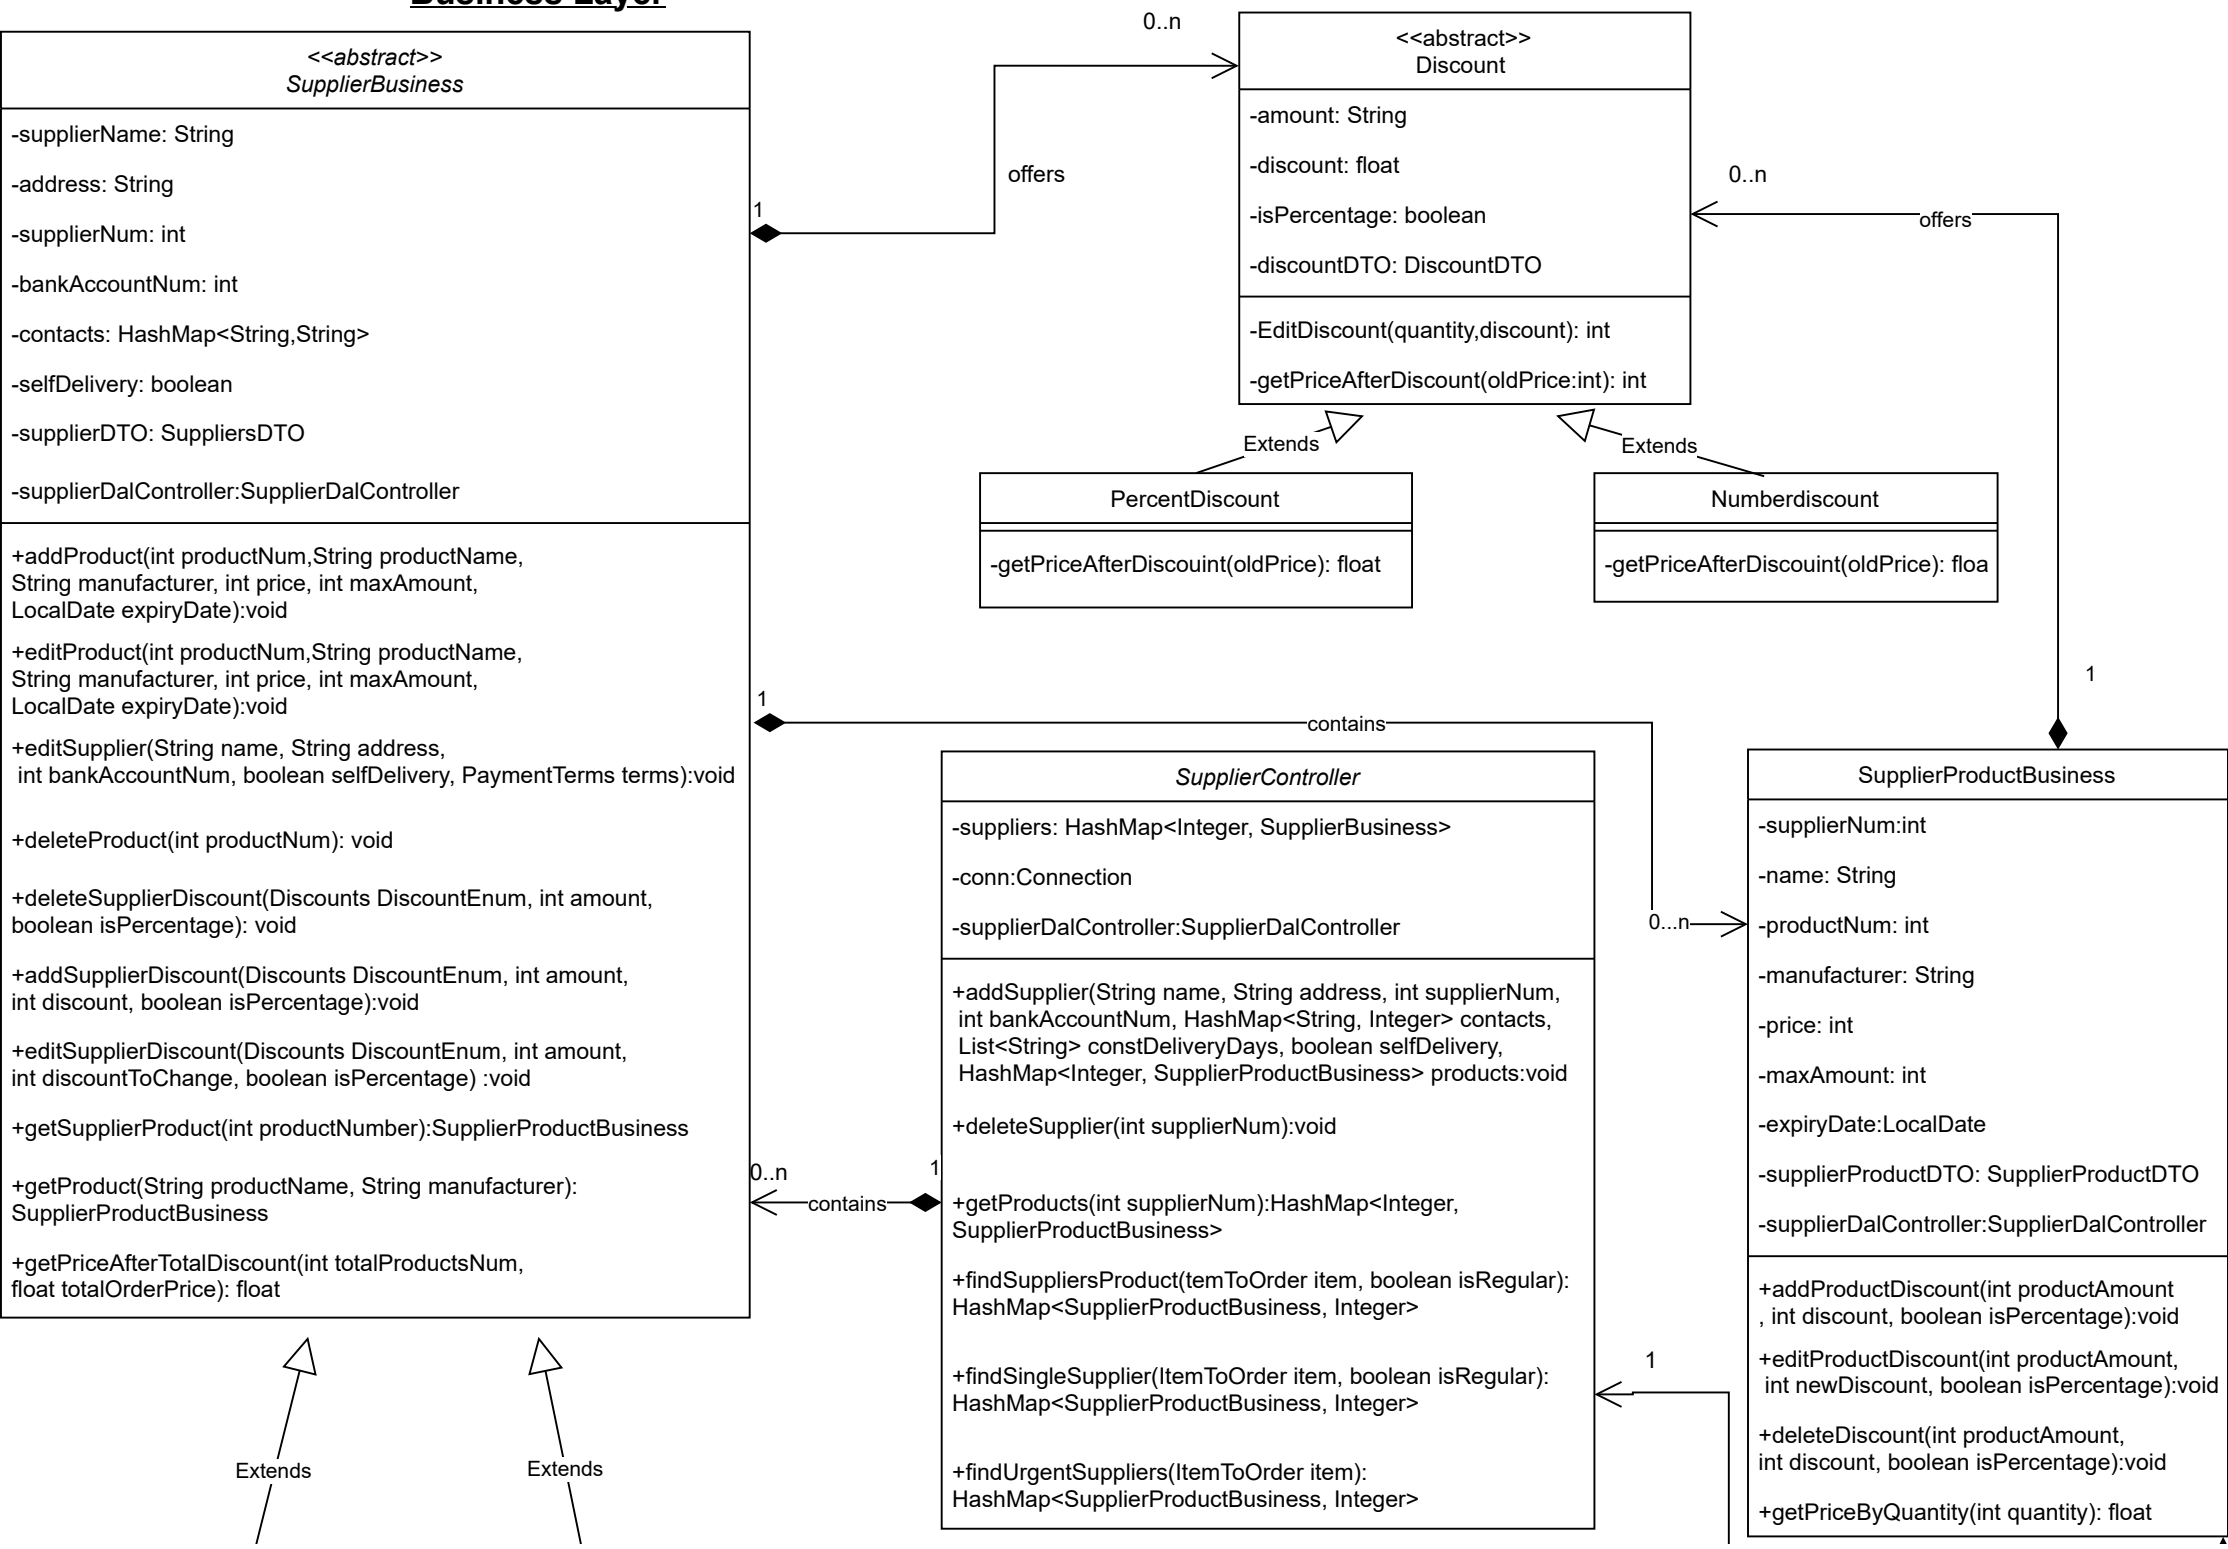 Business Layer
<<abstract>>
SupplierBusiness
-supplierName: String
-address: String
-supplierNum: int
-bankAccountNum: int
-contacts: HashMap<String,String>
-selfDelivery: boolean
-supplierDTO: SuppliersDTO
-supplierDalController:SupplierDalController
+addProduct(int productNum,String productName,
String manufacturer, int price, int maxAmount,
LocalDate expiryDate):void
+editProduct(int productNum,String productName,
String manufacturer, int price, int maxAmount,
LocalDate expiryDate):void
+editSupplier(String name, String address,
int bankAccountNum, boolean selfDelivery, PaymentTerms terms):void
+deleteProduct(int productNum): void
+deleteSupplierDiscount(Discounts DiscountEnum, int amount,
boolean isPercentage): void
+addSupplierDiscount(Discounts DiscountEnum, int amount,
int discount, boolean isPercentage):void
+editSupplierDiscount(Discounts DiscountEnum, int amount,
int discountToChange, boolean isPercentage) :void
+getSupplierProduct(int productNumber):SupplierProductBusiness
+getProduct(String productName, String manufacturer):
SupplierProductBusiness
+getPriceAfterTotalDiscount(int totalProductsNum,
float totalOrderPrice): float
Extends
Extends
1
offers
0..n
<<abstract>>
Discount
-amount: String
-discount: float
-isPercentage: boolean
-discountDTO: DiscountDTO
-EditDiscount(quantity,discount): int
-getPriceAfterDiscount(oldPrice:int): int
0..n
offers
1
Extends
Extends
PercentDiscount
-getPriceAfterDiscouint(oldPrice): float
Numberdiscount
-getPriceAfterDiscouint(oldPrice): floa
1
contains
0...n
SupplierController
-suppliers: HashMap<Integer, SupplierBusiness>
-conn:Connection
-supplierDalController:SupplierDalController
+addSupplier(String name, String address, int supplierNum,
int bankAccountNum, HashMap<String, Integer> contacts,
List<String> constDeliveryDays, boolean selfDelivery,
HashMap<Integer, SupplierProductBusiness> products:void
+deleteSupplier(int supplierNum):void
+getProducts(int supplierNum):HashMap<Integer,
SupplierProductBusiness>
+findSuppliersProduct(temToOrder item, boolean isRegular):
HashMap<SupplierProductBusiness, Integer>
+findSingleSupplier(ItemToOrder item, boolean isRegular):
HashMap<SupplierProductBusiness, Integer>
+findUrgentSuppliers(ItemToOrder item):
HashMap<SupplierProductBusiness, Integer>
0..n
contains
1
1
SupplierProductBusiness
-supplierNum:int
-name: String
-productNum: int
-manufacturer: String
-price: int
-maxAmount: int
-expiryDate:LocalDate
-supplierProductDTO: SupplierProductDTO
-supplierDalController:SupplierDalController
+addProductDiscount(int productAmount
, int discount, boolean isPercentage):void
+editProductDiscount(int productAmount,
int newDiscount, boolean isPercentage):void
+deleteDiscount(int productAmount,
int discount, boolean isPercentage):void
+getPriceByQuantity(int quantity): float